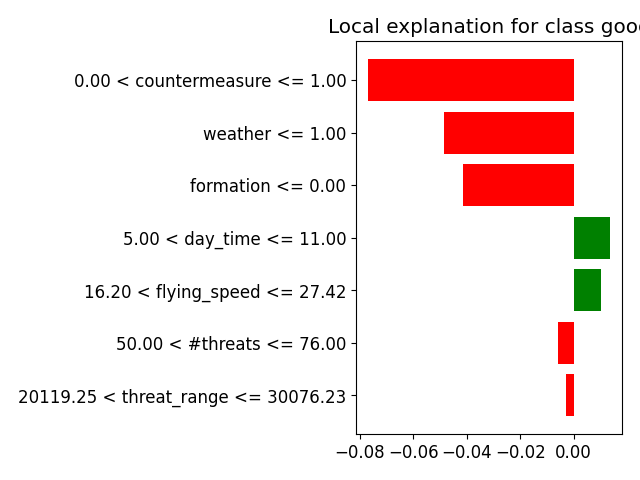 Local explanation for class goo
0.00 < countermeasure <= 1.00
weather <= 1.00
formation <= 0.00
5.00 < day_time <= 11.00
16.20 < flying_speed <= 27.42
50.00 < #threats <= 76.00
20119.25 < threat_range <= 30076.23
−0.08 −0.06 −0.04 −0.02 0.00